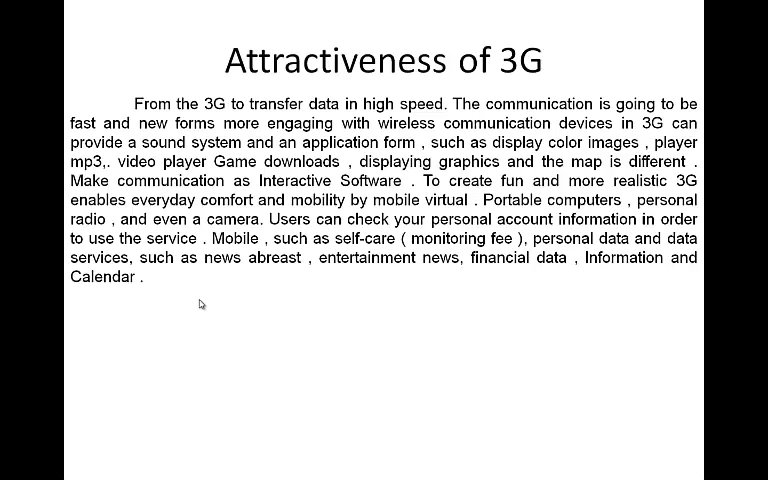 Attractiveness of 3G
From the 3G to transfer data in high speed. The communication is going to be
fast and new forms more engaging with wireless communication devices in 3G can
provide a sound system and an application form , such as display color images , player
mp3,. video player Game downloads , displaying graphics and the map is different .
Make communication as Interactive Software . To create fun and more realistic 3G
enables everyday comfort and mobility by mobile virtual . Portable computers , personal
radio , and even a camera. Users can check your personal account information in order
to use the service . Mobile , such as self-care ( monitoring fee ), personal data and data
services, such as news abreast , entertainment news, financial data , Information and
Calendar .